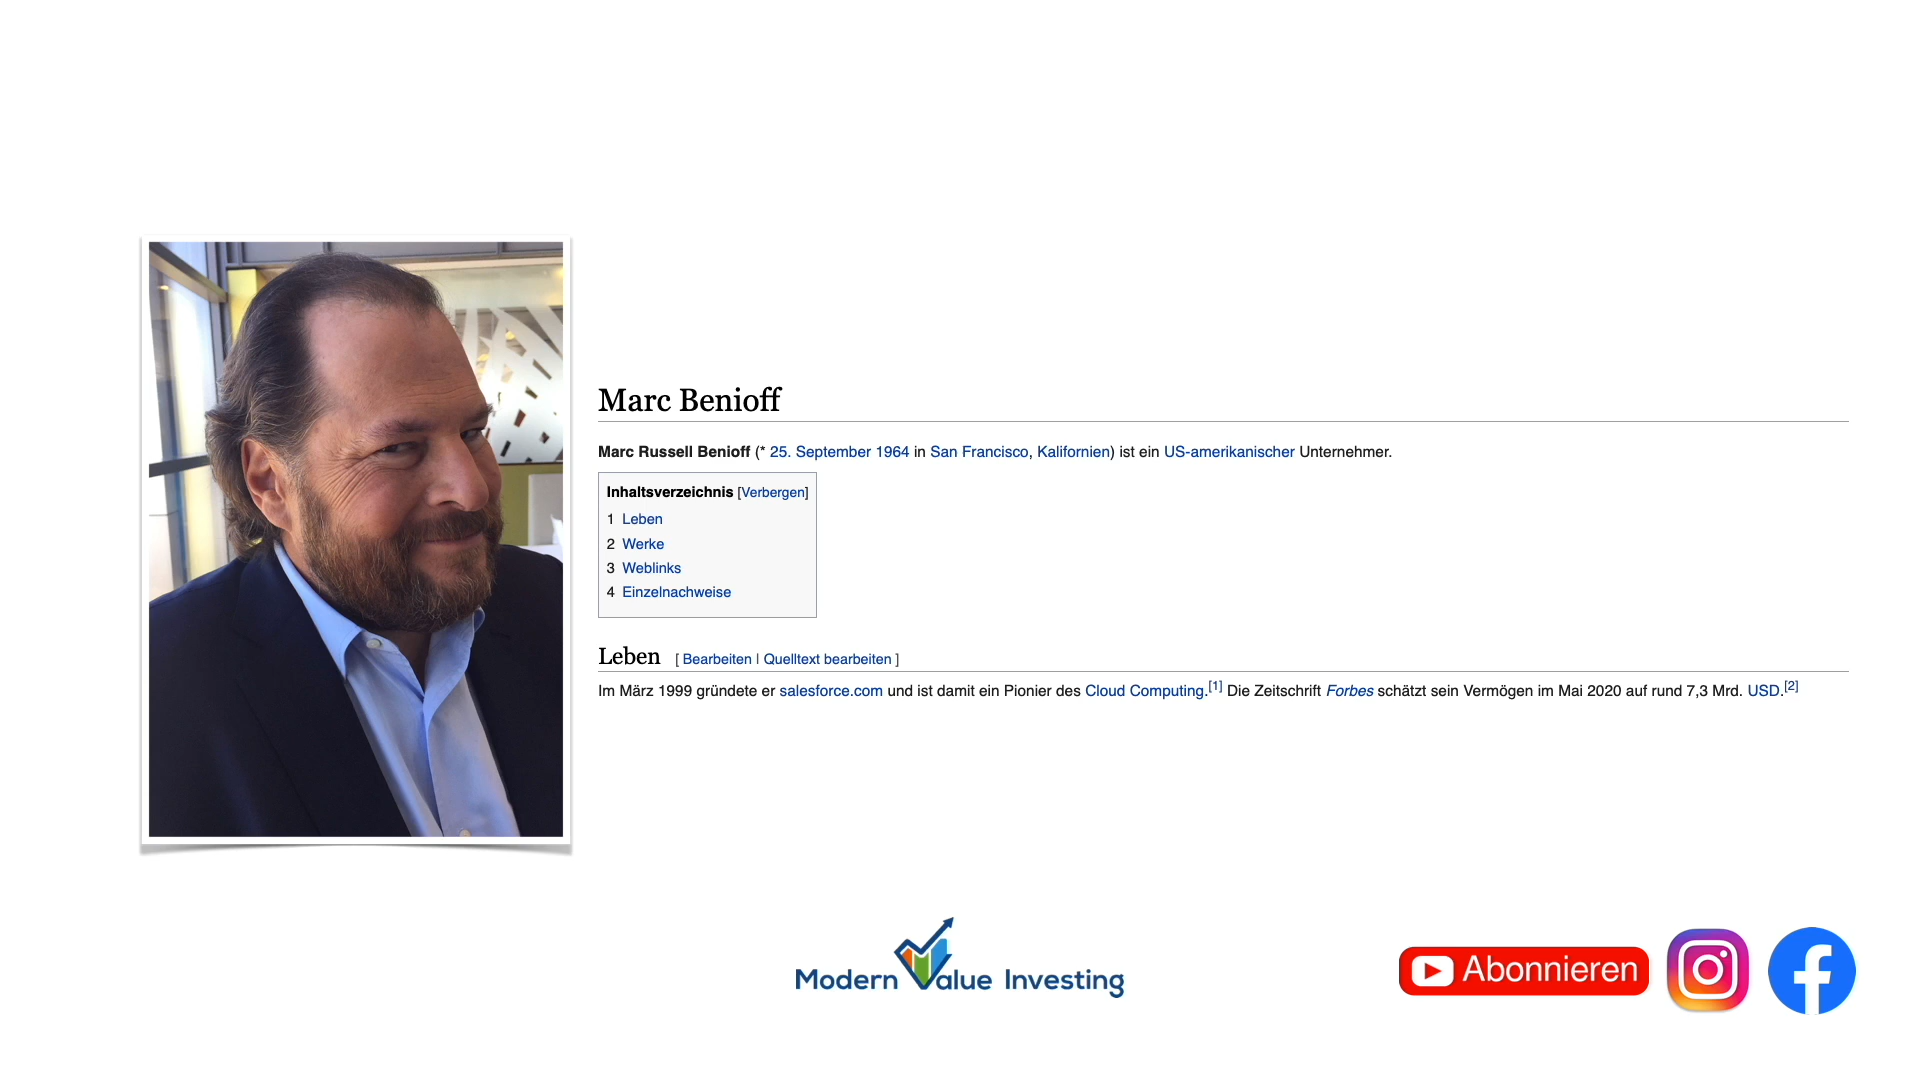 Marc Benioff
Marc Russell Benioff (* 25. September 1964 in San Francisco, Kalifornien) ist ein US-amerikanischer Unternehmer.
Inhaltsverzeichnis [Verbergen]
1 Leben
2 Werke
3 Weblinks
4 Einzelnachweise
Leben [ Bearbeiten | Quelltext bearbeiten ]
Im März 1999 gründete er salesforce.com und ist damit ein Pionier des Cloud Computing.[1] Die Zeitschrift Forbes schätzt sein Vermögen im Mai 2020 auf rund 7,3 Mrd. USD.[2]
Modern Value Investing
Abonnieren